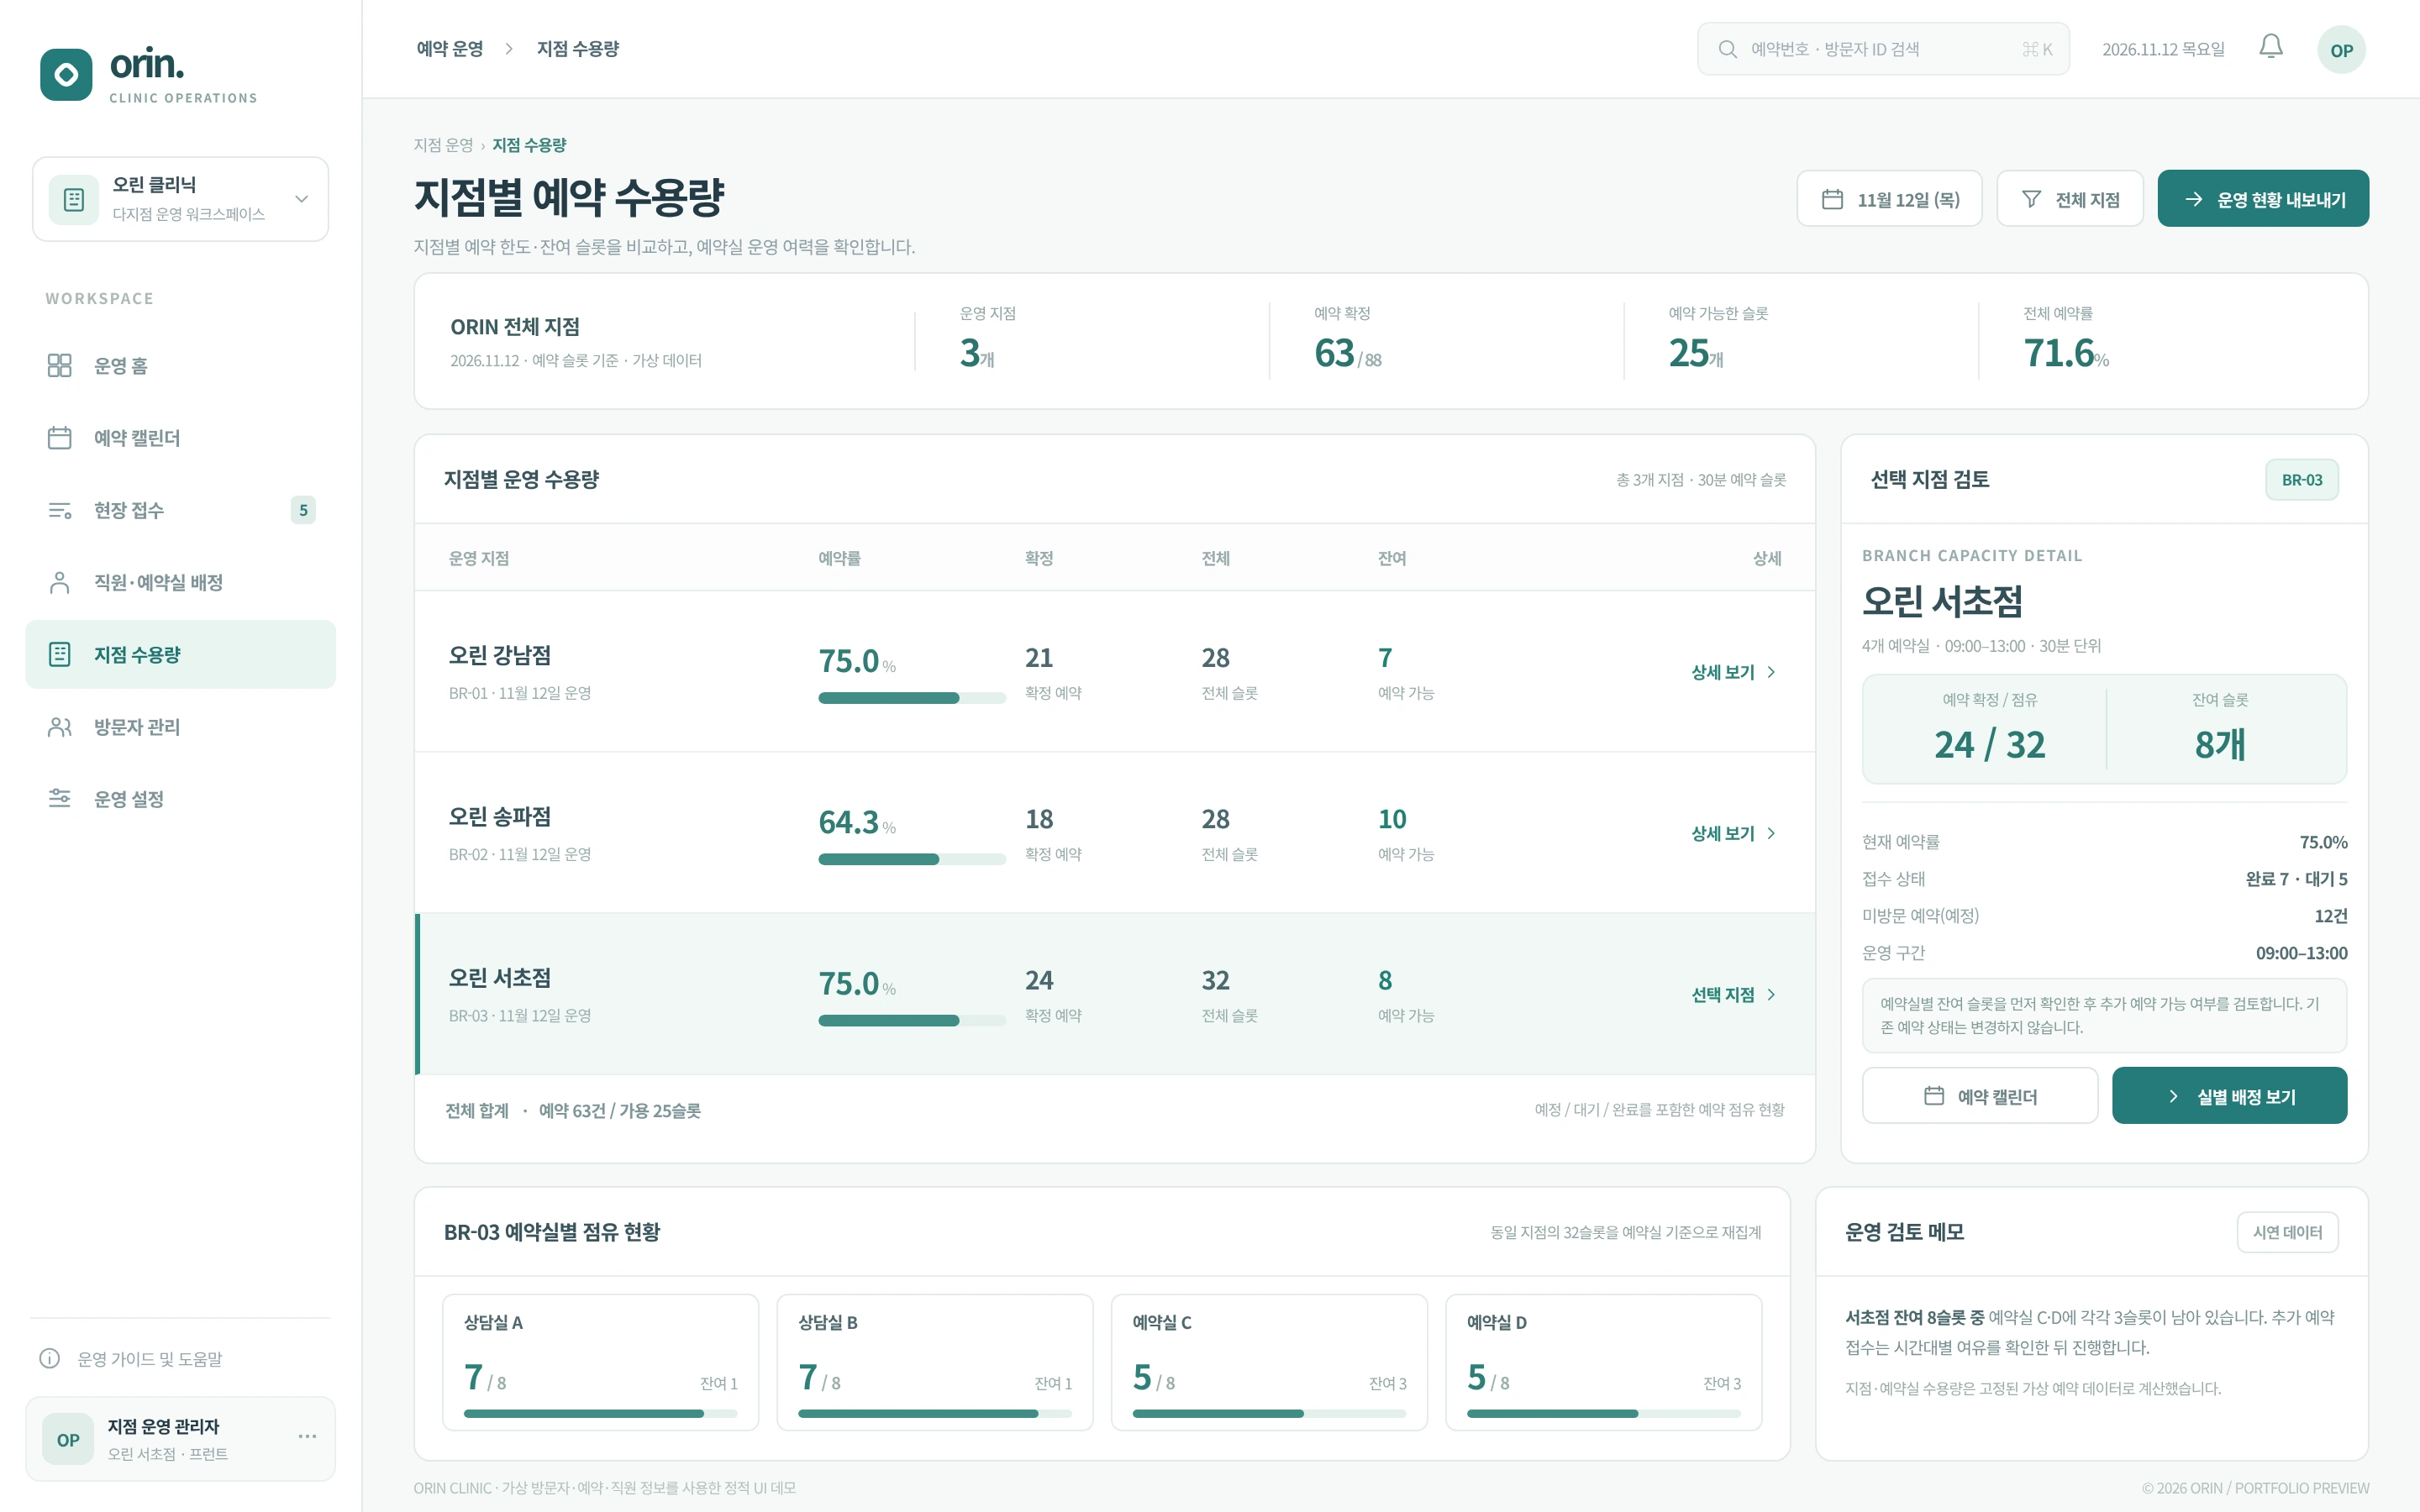 orin.
CLINIC OPERATIONS
오린 클리닉
다지점 운영 워크스페이스
WORKSPACE
운영 홈
예약 캘린더
현장 접수
5
직원·예약실 배정
지점 수용량
방문자 관리
운영 설정
운영 가이드 및 도움말
OP
지점 운영 관리자
오린 서초점 · 프런트
예약 운영
지점 수용량
예약번호 · 방문자 ID 검색
⌘ K
2026.11.12 목요일
OP
지점 운영 › 지점 수용량
지점별 예약 수용량
지점별 예약 한도·잔여 슬롯을 비교하고, 예약실 운영 여력을 확인합니다.
11월 12일 (목)
전체 지점
운영 현황 내보내기
ORIN 전체 지점
2026.11.12 · 예약 슬롯 기준 · 가상 데이터
운영 지점
3개
예약 확정
63 / 88
예약 가능한 슬롯
25개
전체 예약률
71.6%
지점별 운영 수용량
총 3개 지점 · 30분 예약 슬롯
운영 지점
예약률
확정
전체
잔여
상세
오린 강남점
BR-01 · 11월 12일 운영
75.0 %
21
확정 예약
28
전체 슬롯
7
예약 가능
상세 보기
오린 송파점
BR-02 · 11월 12일 운영
64.3 %
18
확정 예약
28
전체 슬롯
10
예약 가능
상세 보기
오린 서초점
BR-03 · 11월 12일 운영
75.0 %
24
확정 예약
32
전체 슬롯
8
예약 가능
선택 지점
전체 합계 · 예약 63건 / 가용 25슬롯
예정 / 대기 / 완료를 포함한 예약 점유 현황
선택 지점 검토
BR-03
BRANCH CAPACITY DETAIL
오린 서초점
4개 예약실 · 09:00–13:00 · 30분 단위
예약 확정 / 점유
24 / 32
잔여 슬롯
8개
현재 예약률
75.0%
접수 상태
완료 7 · 대기 5
미방문 예약(예정)
12건
운영 구간
09:00–13:00
예약실별 잔여 슬롯을 먼저 확인한 후 추가 예약 가능 여부를 검토합니다. 기
존 예약 상태는 변경하지 않습니다.
예약 캘린더
실별 배정 보기
BR-03 예약실별 점유 현황
동일 지점의 32슬롯을 예약실 기준으로 재집계
상담실 A
7 / 8
잔여 1
상담실 B
7 / 8
잔여 1
예약실 C
5 / 8
잔여 3
예약실 D
5 / 8
잔여 3
운영 검토 메모
시연 데이터
서초점 잔여 8슬롯 중 예약실 C·D에 각각 3슬롯이 남아 있습니다. 추가 예약
접수는 시간대별 여유를 확인한 뒤 진행합니다.
지점·예약실 수용량은 고정된 가상 예약 데이터로 계산했습니다.
ORIN CLINIC · 가상 방문자·예약·직원 정보를 사용한 정적 UI 데모
© 2026 ORIN / PORTFOLIO PREVIEW